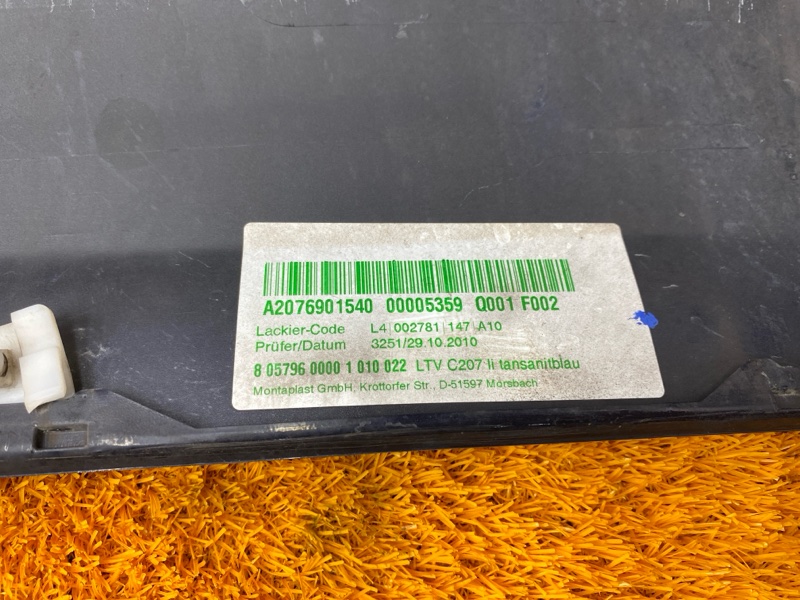 A2076901540 00005359 Q001 F002
Lackier-Code L4|002781|147|A10
Prüfer/Datum 3251/29.10.2010
8 05796 0000 1 010 022 LTV C207 li tansanitblau
Montaplast GmbH, Krottorfer Str., D-51597 Morsbach